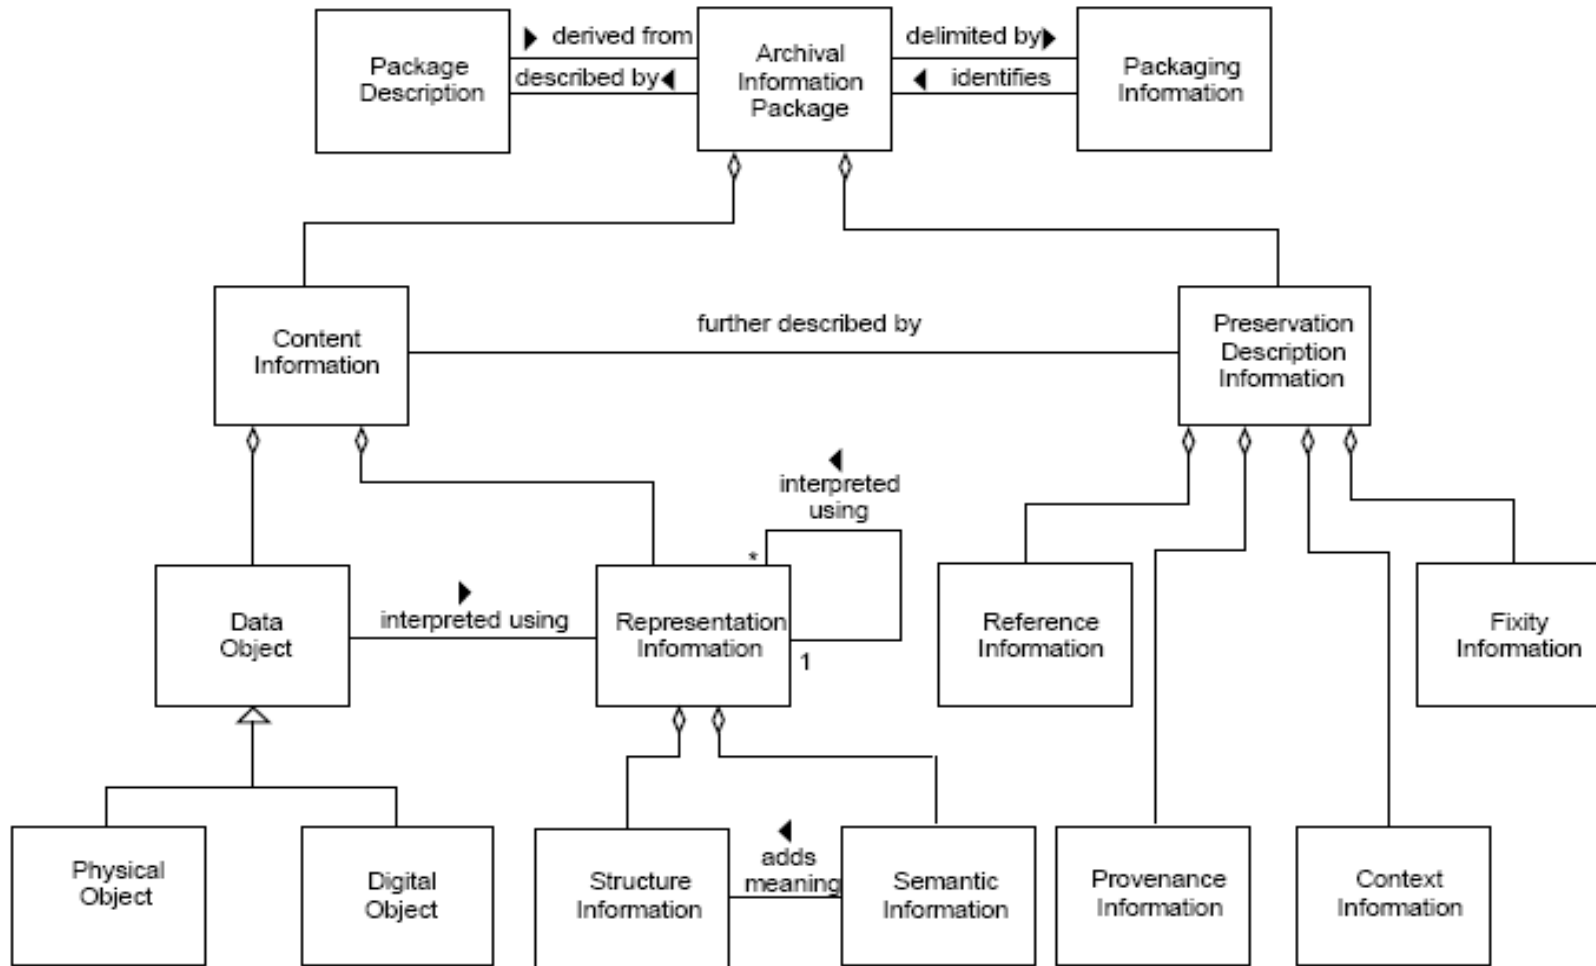 Package
Description
▶ derived from
described by ◀
Archival
Information
Package
delimited by ▶
◀ identifies
Packaging
Information
Content
Information
further described by
Preservation
Description
Information
◀
interpreted
using
*
1
Data
Object
▶
interpreted using
Representation
Information
Reference
Information
Fixity
Information
Physical
Object
Digital
Object
Structure
Information
◀
adds
meaning
Semantic
Information
Provenance
Information
Context
Information